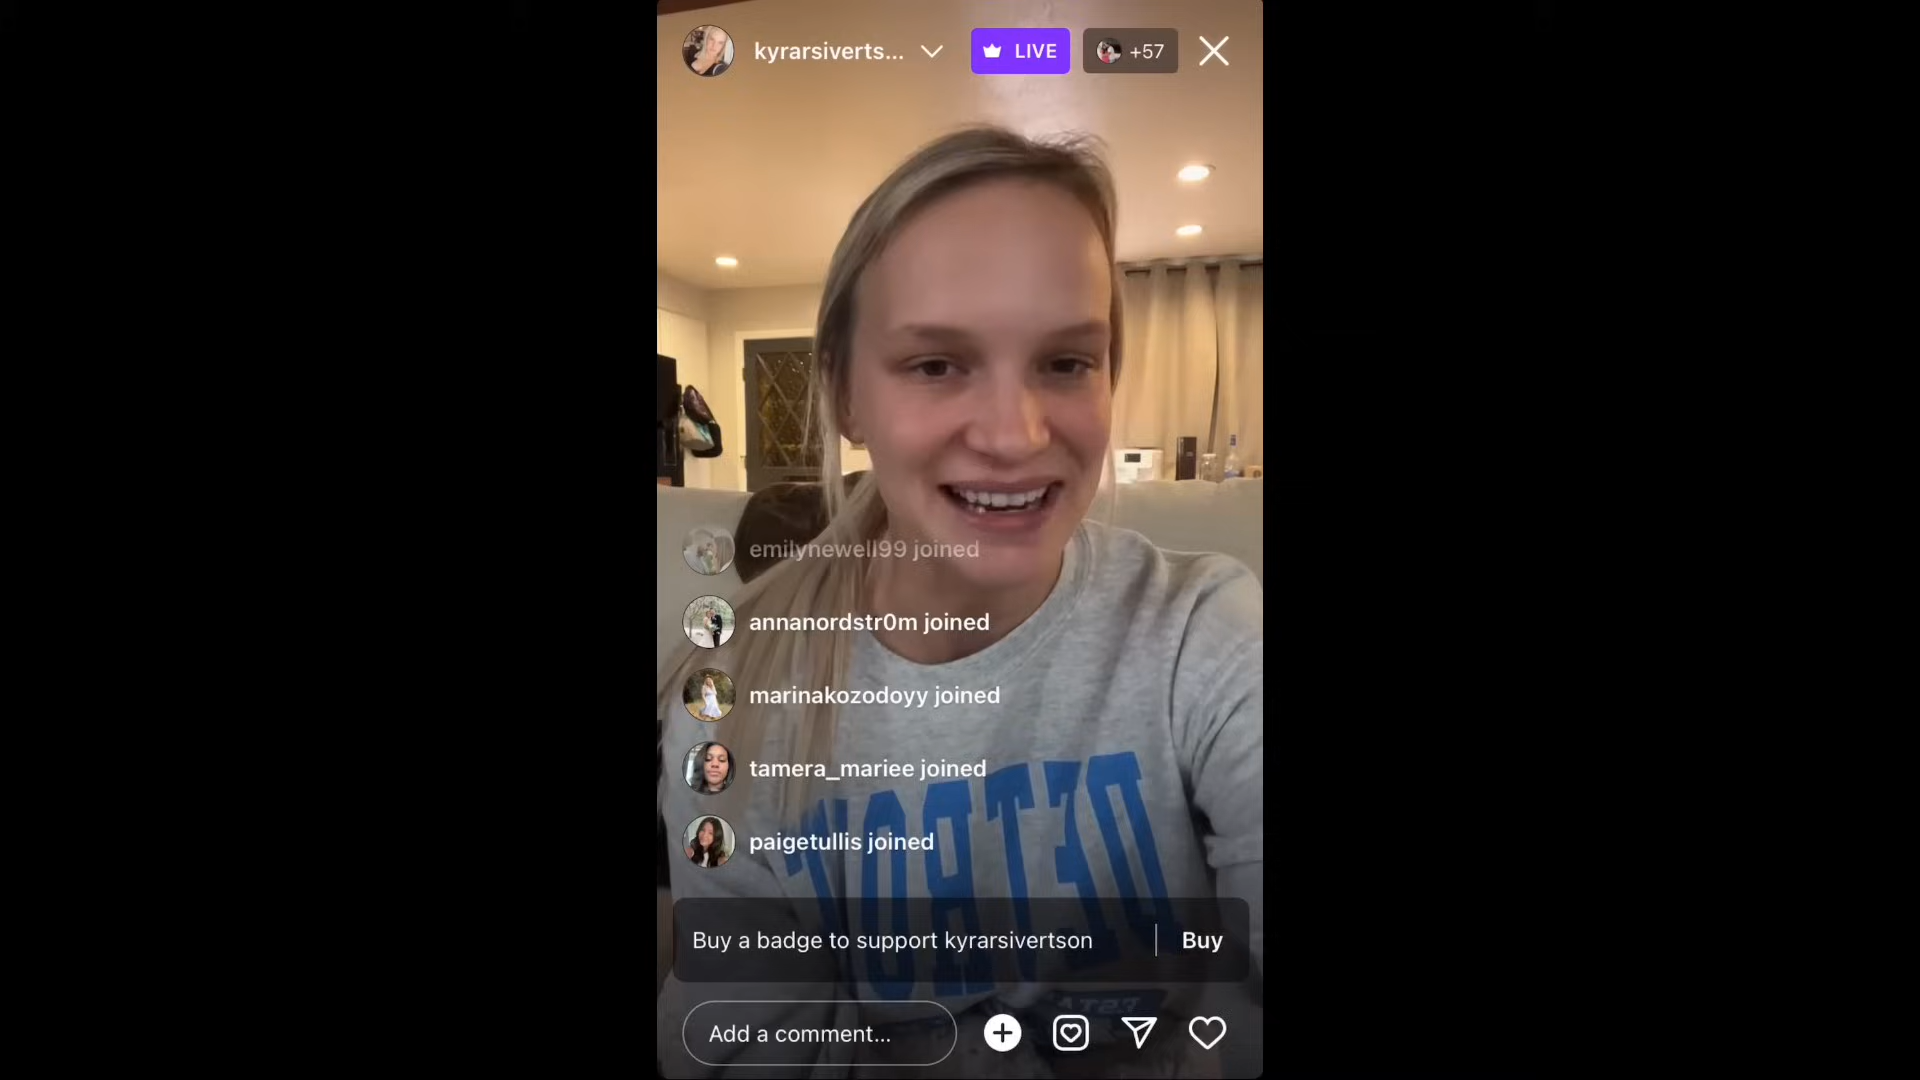 kyrarsiverts...
LIVE
+57
emilynewell99 joined
annanordstr0m joined
marinakozodoyy joined
tamera_mariee joined
paigetullis joined
DETROIT
Buy a badge to support kyrarsivertson
Buy
Add a comment...